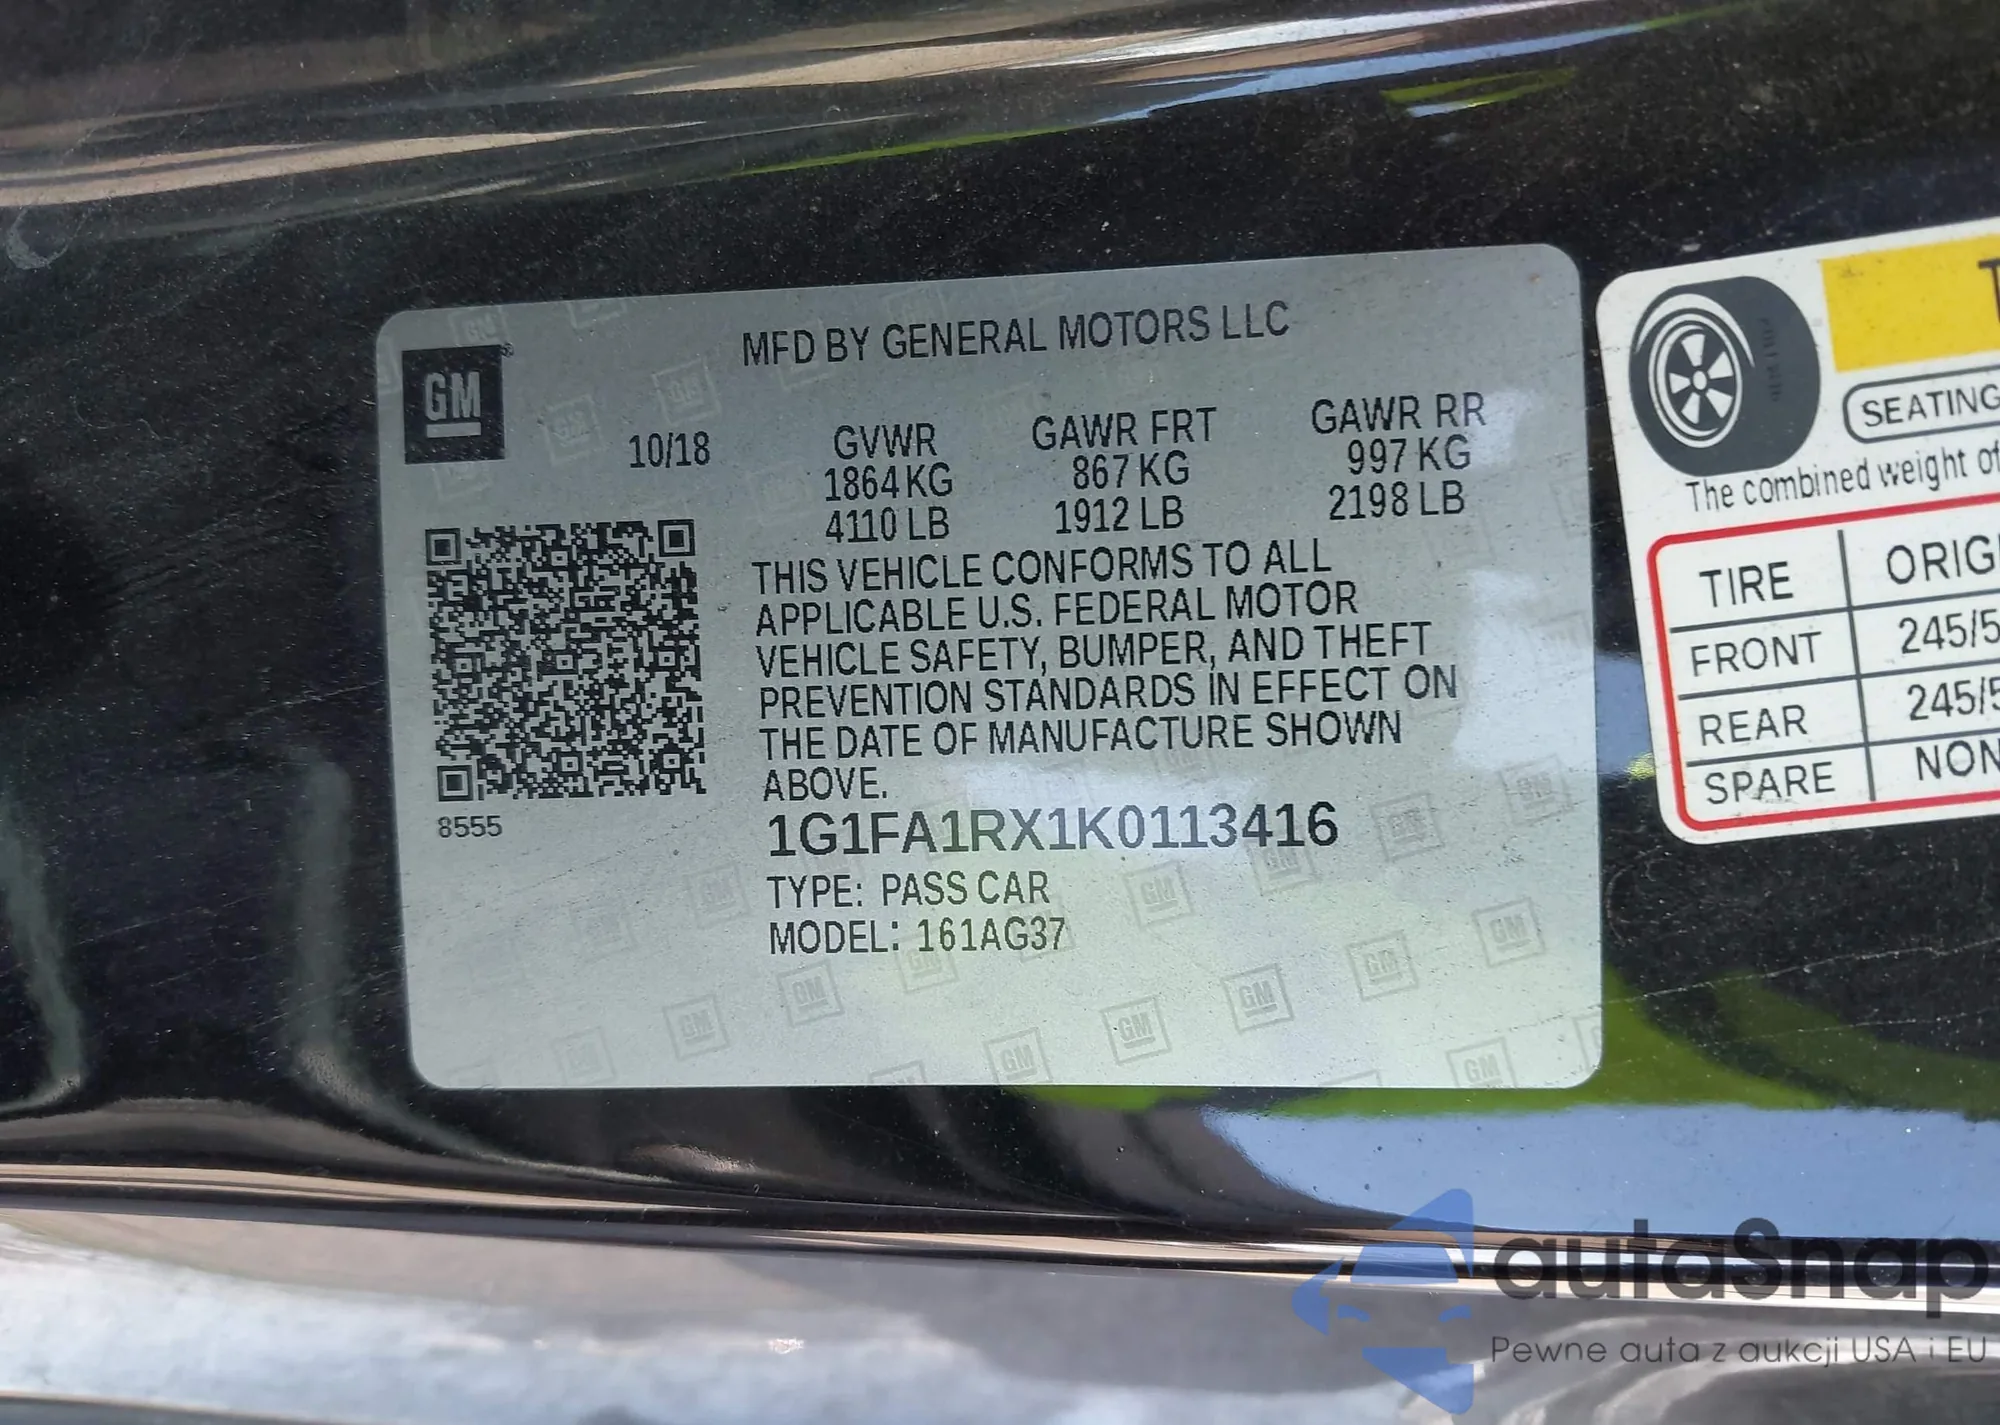 MFD BY GENERAL MOTORS LLC
GM
10/18
GVWR GAWR FRT GAWR RR
1864 KG 867 KG 997 KG
4110 LB 1912 LB 2198 LB
THIS VEHICLE CONFORMS TO ALL
APPLICABLE U.S. FEDERAL MOTOR
VEHICLE SAFETY, BUMPER, AND THEFT
PREVENTION STANDARDS IN EFFECT ON
THE DATE OF MANUFACTURE SHOWN
ABOVE.
8555
1G1FA1RX1K0113416
TYPE: PASS CAR
MODEL: 161AG37
SEATING
The combined weight of
TIRE ORIGI
FRONT 245/5
REAR 245/5
SPARE NON
autaSnap
Pewne auta z aukcji USA i EU